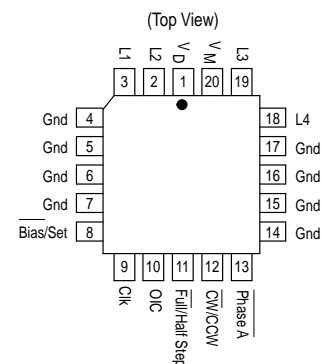 (Top View)
L1
L2
VD
VM
L3
3
2
1
20
19
Gnd 4
18 L4
Gnd 5
17 Gnd
Gnd 6
16 Gnd
Gnd 7
15 Gnd
Bias/Set 8
14 Gnd
9
10
11
12
13
Clk
OIC
Full/Half Step
CW/CCW
Phase A